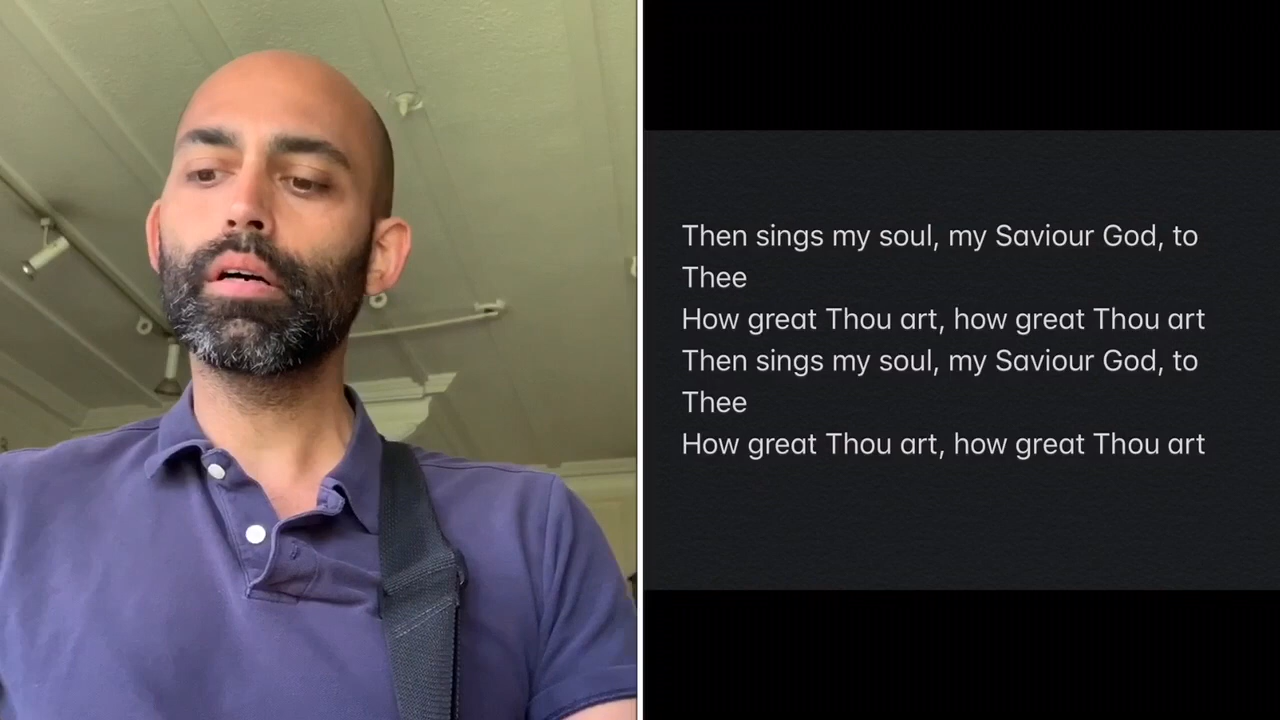 Then sings my soul, my Saviour God, to
Thee
How great Thou art, how great Thou art
Then sings my soul, my Saviour God, to
Thee
How great Thou art, how great Thou art